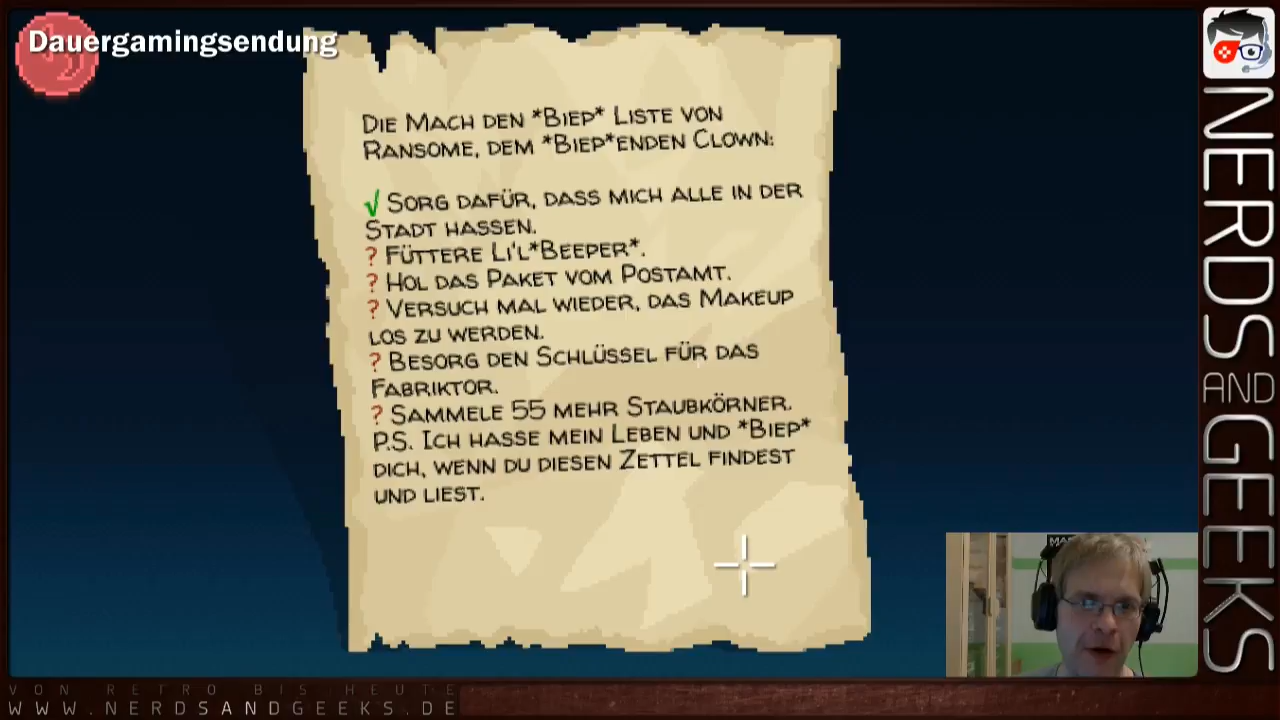 Dauergamingsendung
Die Mach den *Biep* Liste von
Ransome, dem *Biep*enden Clown:
√ Sorg dafür, dass mich alle in der
Stadt hassen.
? Füttere Li'l*Beeper*.
? Hol das Paket vom Postamt.
? Versuch mal wieder, das Makeup
los zu werden.
? Besorg den Schlüssel für das
Fabriktor.
? Sammele 55 mehr Staubkörner.
P.S. Ich hasse mein Leben und *Biep*
dich, wenn du diesen Zettel findest
und liest.
NERDS AND GEEKS
VON RETRO BIS HEUTE
WWW.NERDSANDGEEKS.DE